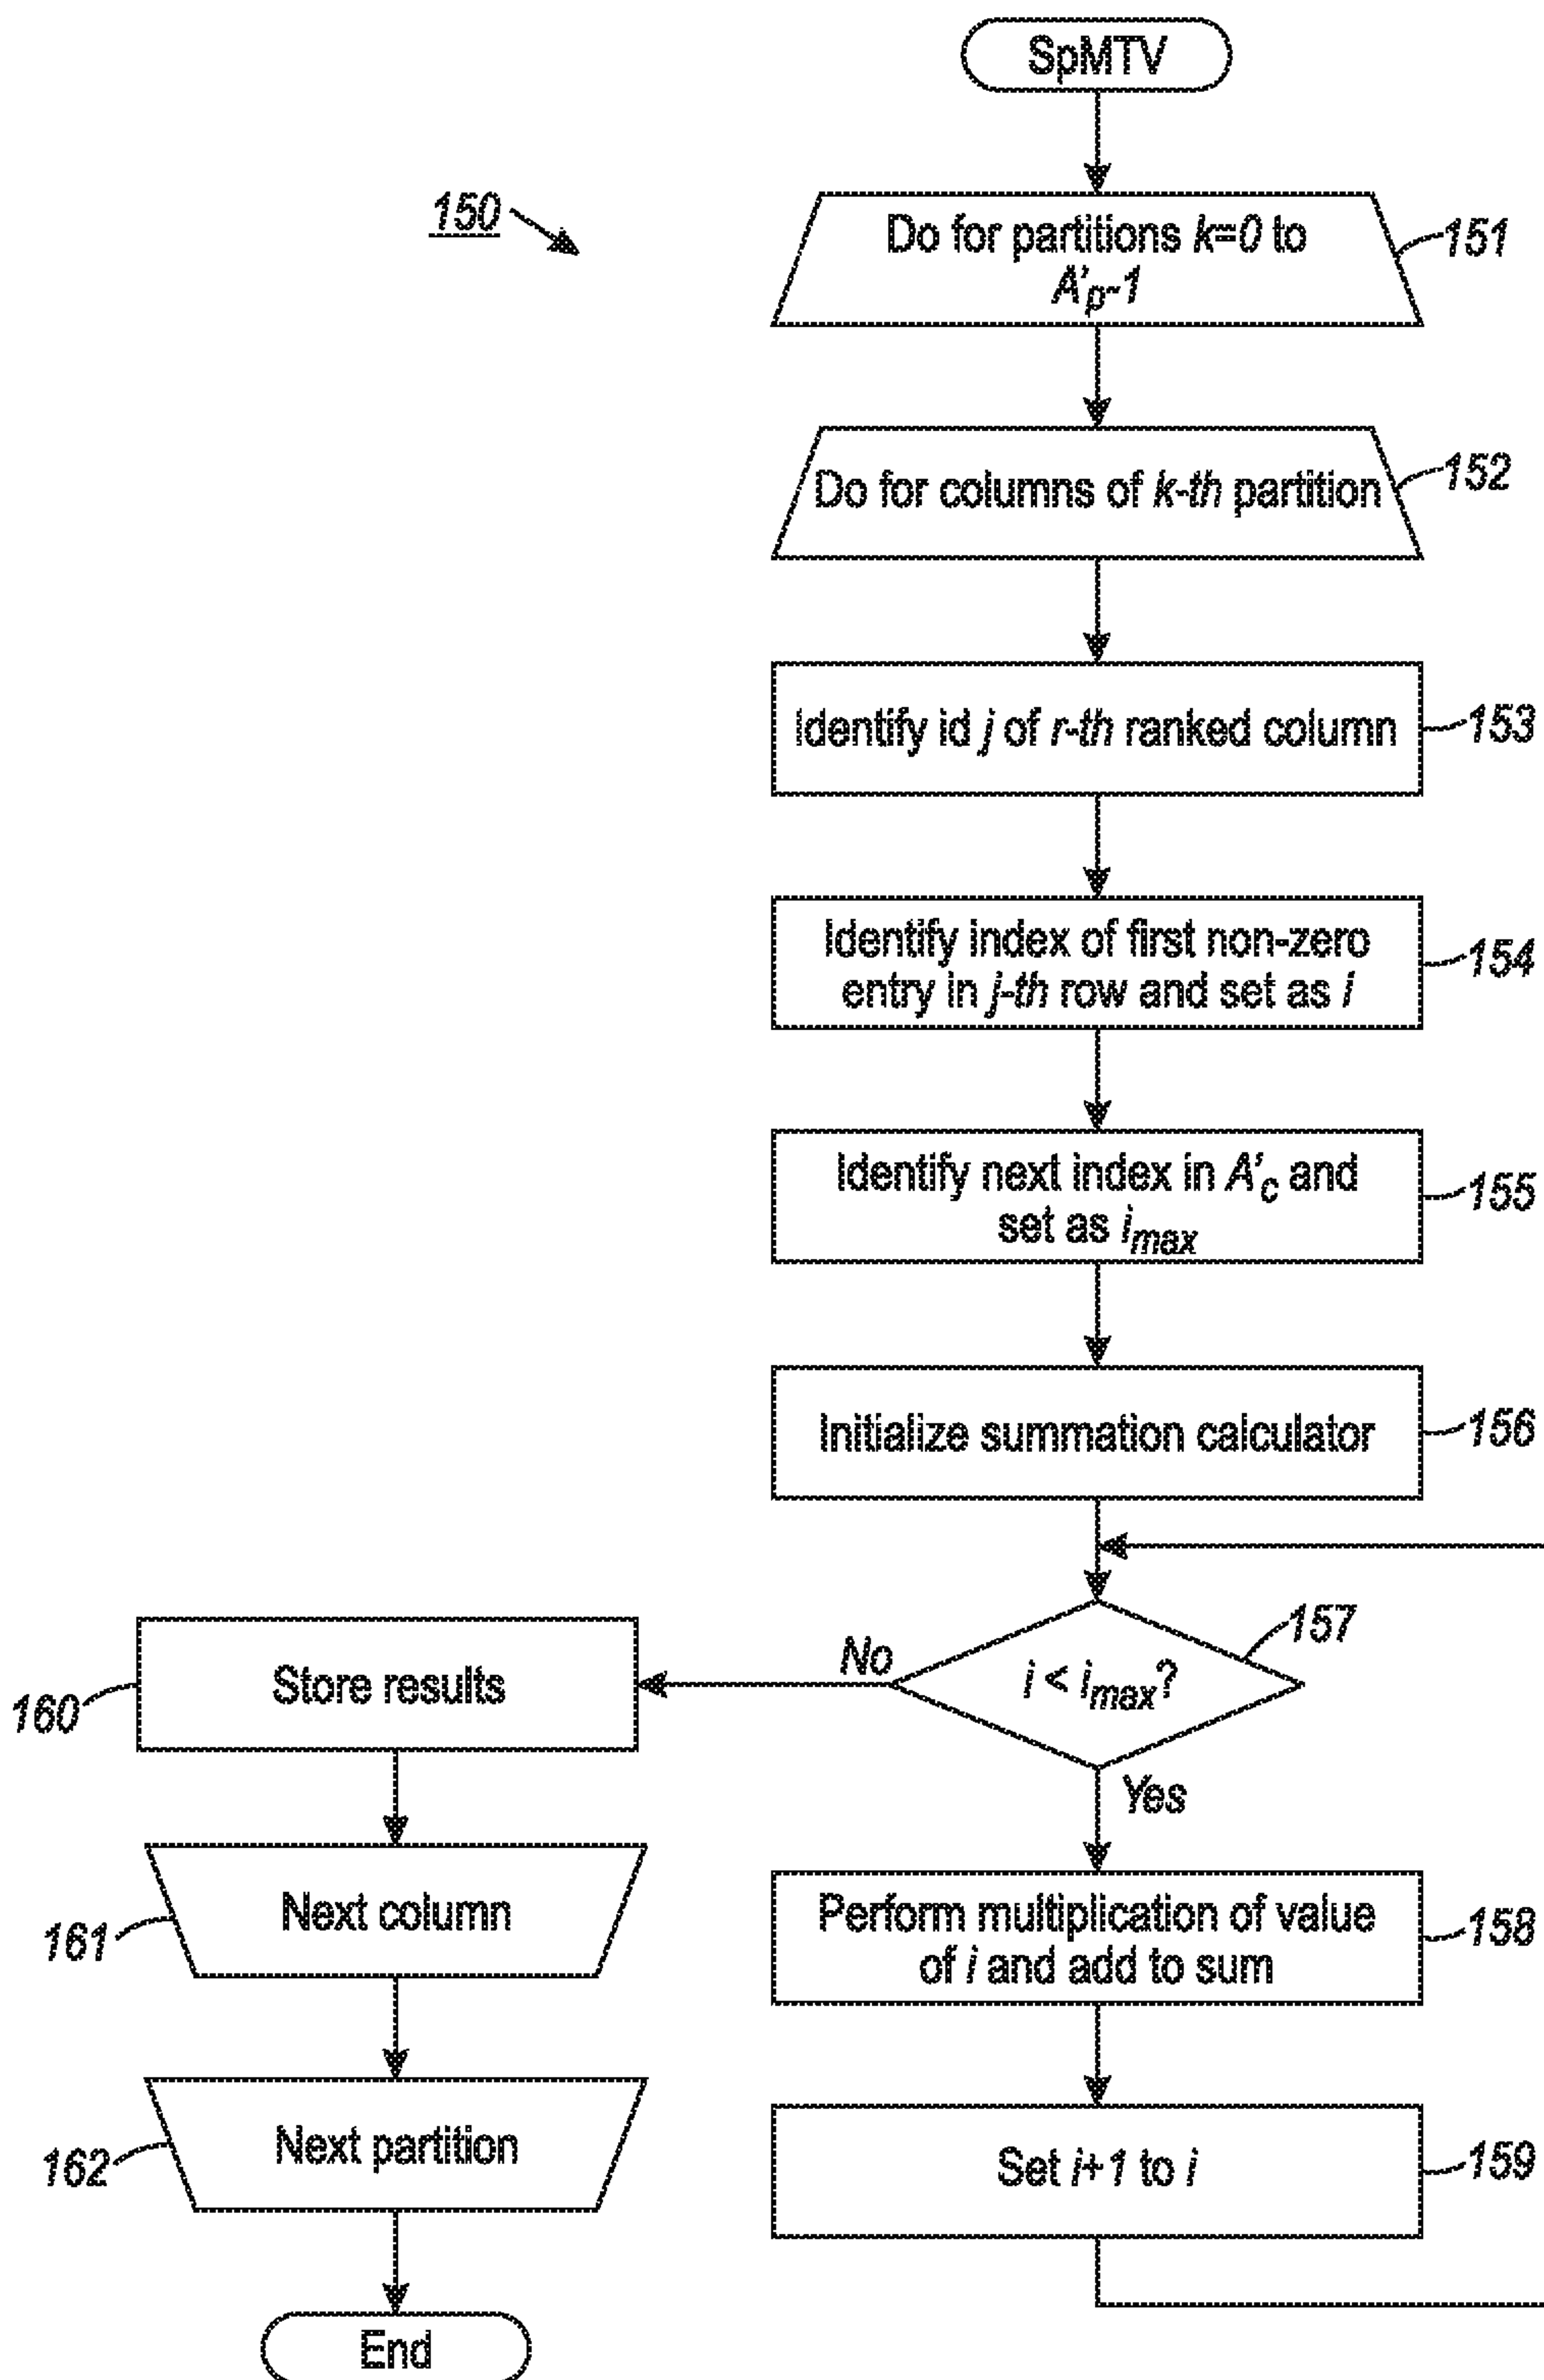 SpMTV
150
Do for partitions k=0 to
A'p-1
151
Do for columns of k-th partition
152
Identify id j of r-th ranked column
153
Identify index of first non-zero
entry in j-th row and set as i
154
Identify next index in A'c and
set as imax
155
Initialize summation calculator
156
i < imax?
157
No
Yes
Store results
160
Perform multiplication of value
of i and add to sum
158
Next column
161
Set i+1 to i
159
Next partition
162
End